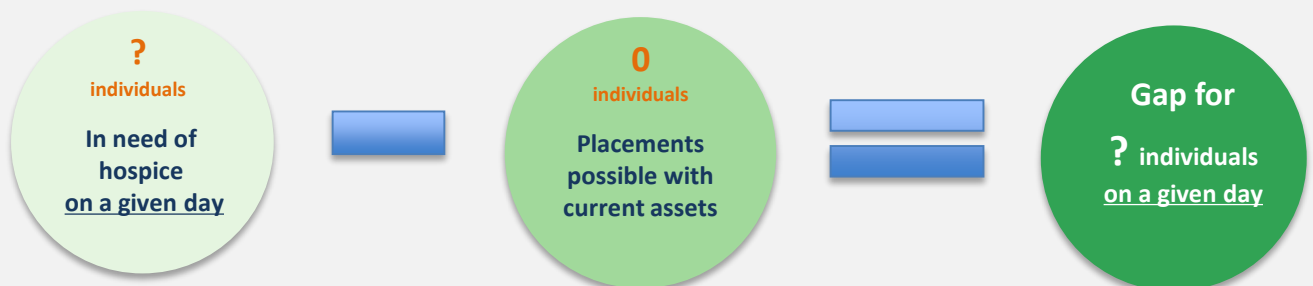 ?
individuals
In need of
hospice
on a given day
0
individuals
Placements
possible with
current assets
Gap for
? individuals
on a given day